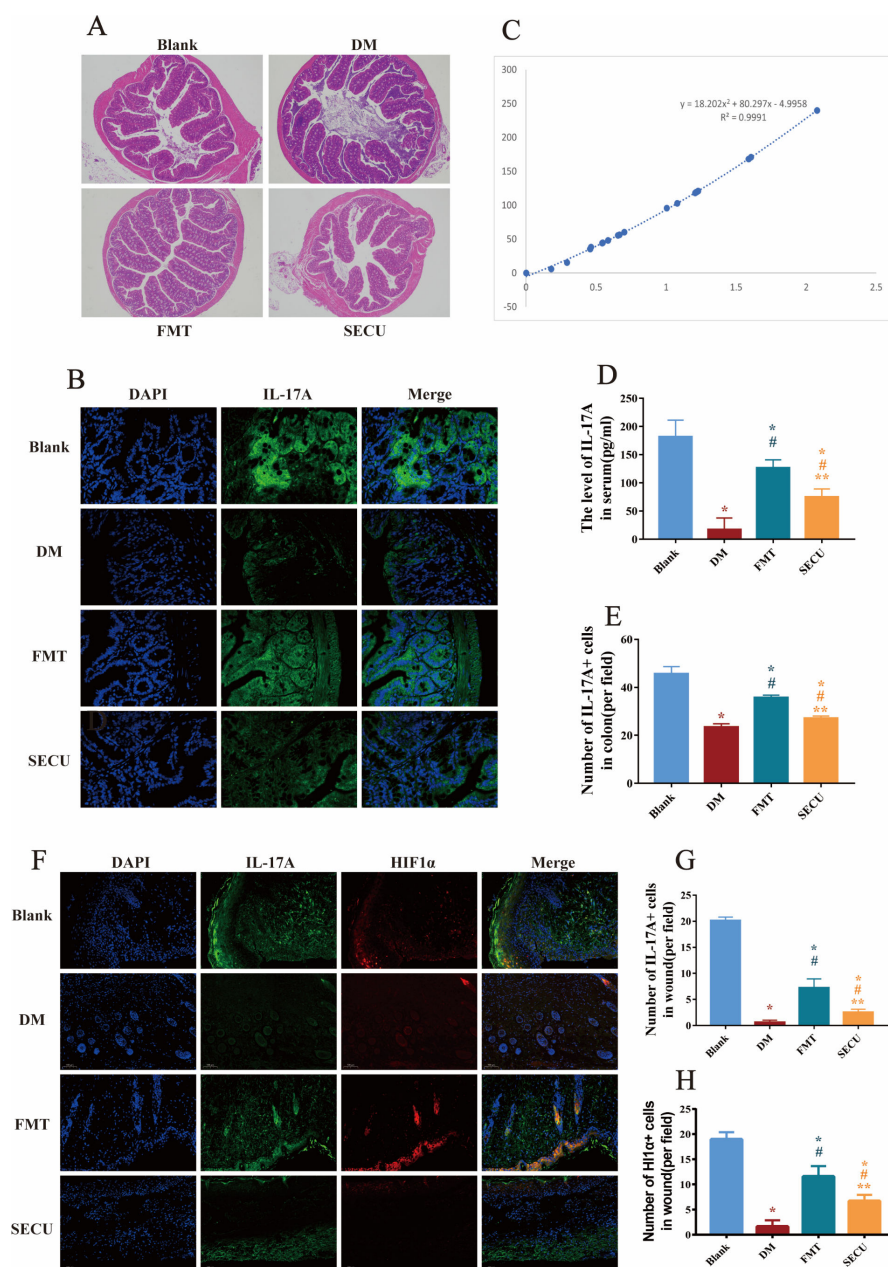 A
Blank
DM
FMT
SECU
C
300
250
200
150
100
50
0
-50
0
0.5
1
1.5
2
2.5
y = 18.202x² + 80.297x - 4.9958
R² = 0.9991
B
DAPI
IL-17A
Merge
Blank
DM
FMT
SECU
D
The level of IL-17A
in serum(pg/ml)
250
200
150
100
50
0
*
*
#
*
#
**
Blank
DM
FMT
SECU
E
Number of IL-17A+ cells
in colon(per field)
60
40
20
0
*
*
#
*
#
**
Blank
DM
FMT
SECU
F
DAPI
IL-17A
HIF1α
Merge
Blank
DM
FMT
SECU
G
Number of IL-17A+ cells
in wound(per field)
25
20
15
10
5
0
*
*
#
*
#
**
Blank
DM
FMT
SECU
H
Number of HI1α+ cells
in wound(per field)
25
20
15
10
5
0
*
*
#
*
#
**
Blank
DM
FMT
SECU